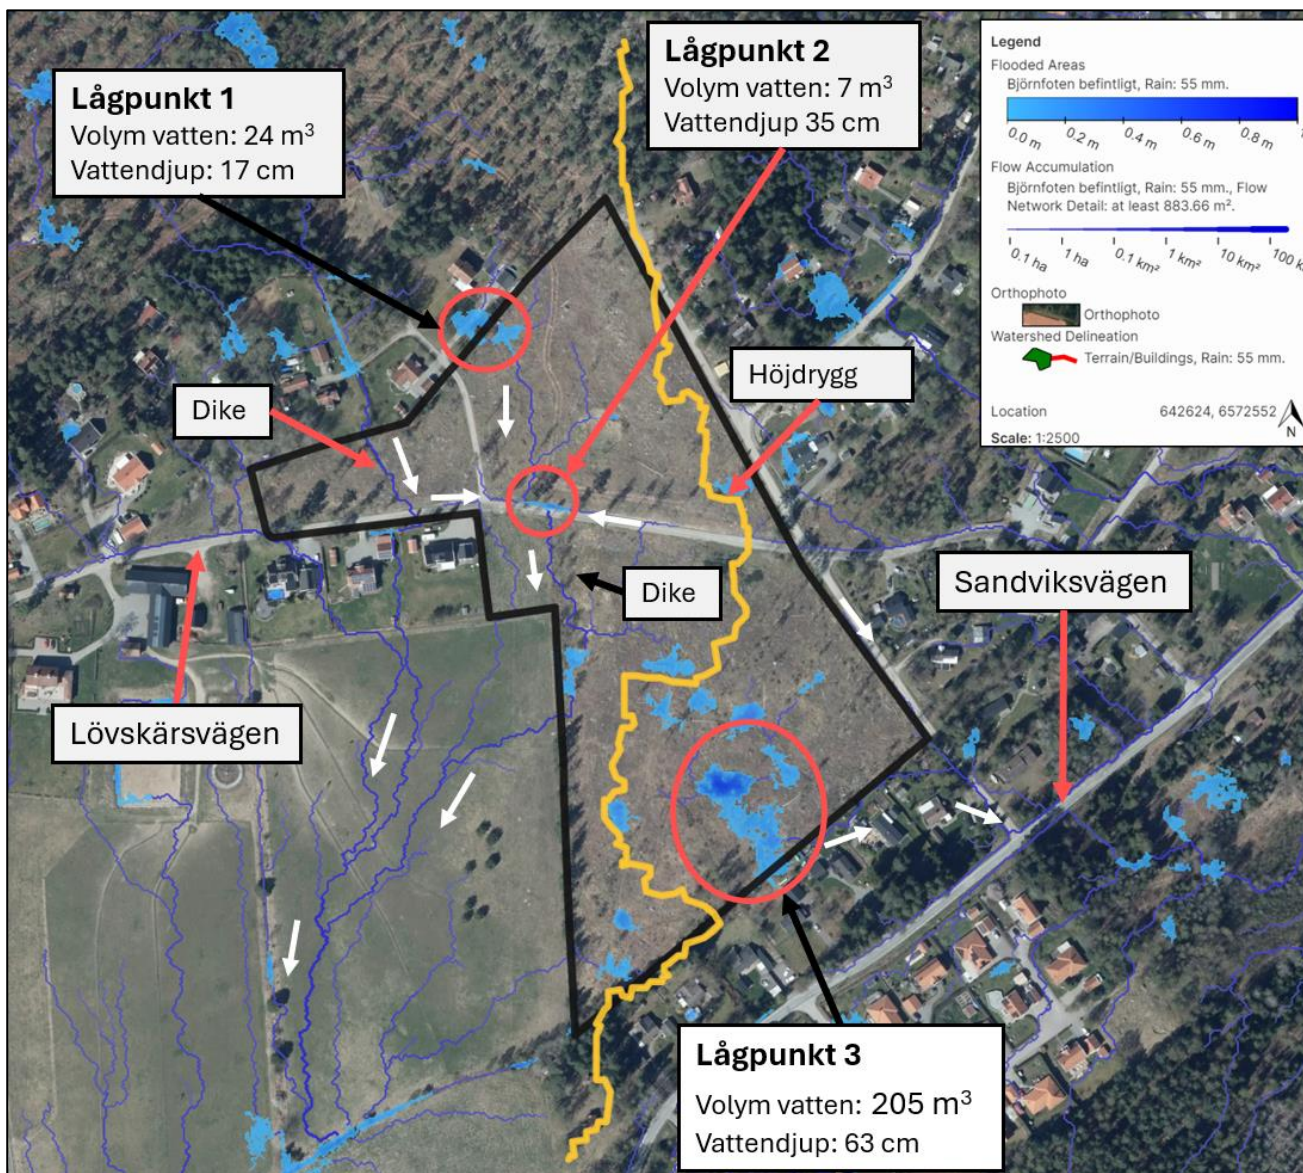 Lågpunkt 1
Volym vatten: 24 m³
Vattendjup: 17 cm
Lågpunkt 2
Volym vatten: 7 m³
Vattendjup 35 cm
Legend
Flooded Areas
Björnfoten befintligt, Rain: 55 mm.
0.0 m 0.2 m 0.4 m 0.6 m 0.8 m
Flow Accumulation
Björnfoten befintligt, Rain: 55 mm., Flow
Network Detail: at least 883.66 m².
0.1 ha 1 ha 0.1 km² 1 km² 10 km² 100 k
Orthophoto
Orthophoto
Watershed Delineation
Terrain/Buildings, Rain: 55 mm.
Location 642624, 6572552
N
Scale: 1:2500
Höjdrygg
Dike
Dike
Sandviksvägen
Lövskärsvägen
Lågpunkt 3
Volym vatten: 205 m³
Vattendjup: 63 cm